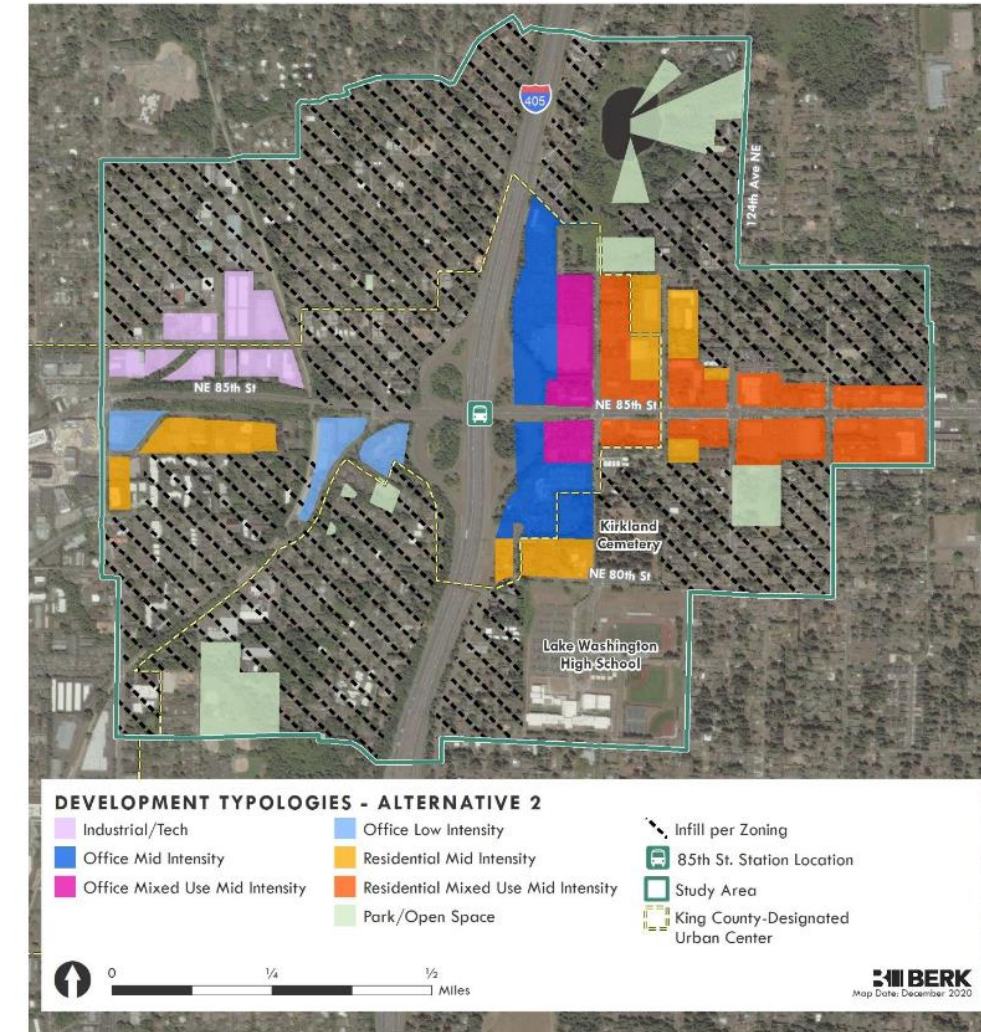 405
124th Ave NE
NE 85th St
NE 85th St
Kirkland
Cemetery
NE 80th St
Lake Washington
High School
DEVELOPMENT TYPOLOGIES - ALTERNATIVE 2
Industrial/Tech
Office Mid Intensity
Office Mixed Use Mid Intensity
Office Low Intensity
Residential Mid Intensity
Residential Mixed Use Mid Intensity
Park/Open Space
Infill per Zoning
85th St. Station Location
Study Area
King County-Designated
Urban Center
0 ¼ ½
Miles
BERK
Map Date: December 2020